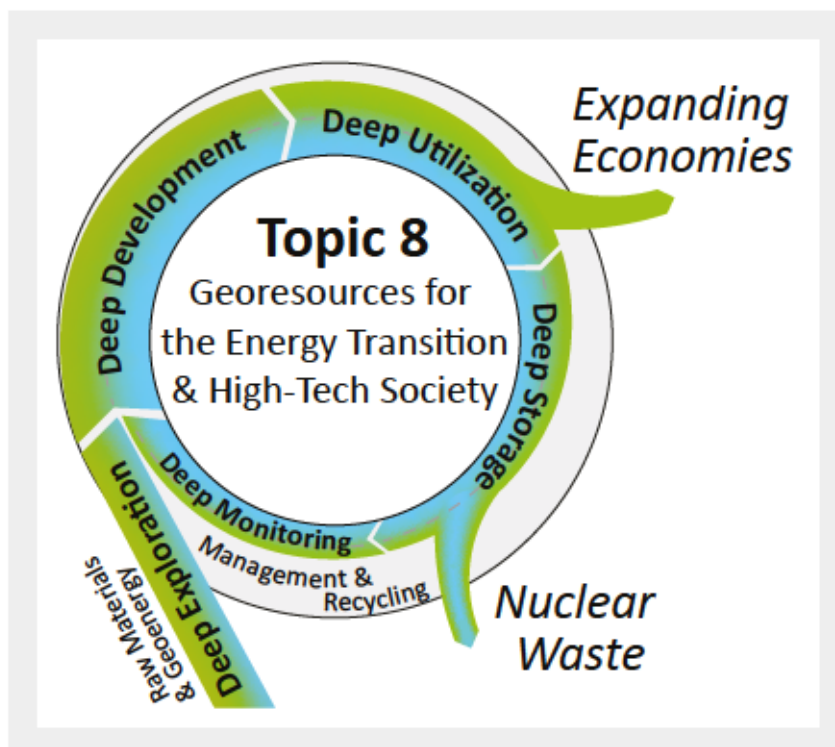 Expanding
Economies
Deep Development
Deep Utilization
Topic 8
Georesources for
the Energy Transition
& High-Tech Society
Deep Storage
Deep Monitoring
Management &
Recycling
Deep Exploration
Raw Materials
& Geoenergy
Nuclear
Waste